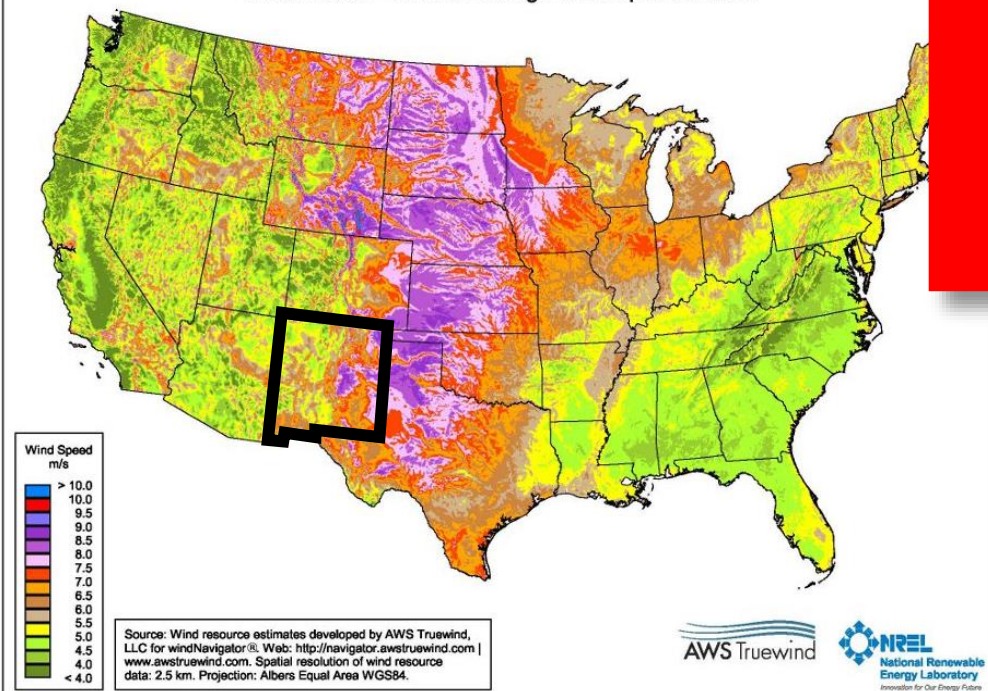 Wind Speed
m/s
> 10.0
10.0
9.5
9.0
8.5
8.0
7.5
7.0
6.5
6.0
5.5
5.0
4.5
4.0
< 4.0
Source: Wind resource estimates developed by AWS Truewind,
LLC for windNavigator®. Web: http://navigator.awstruewind.com |
www.awstruewind.com. Spatial resolution of wind resource
data: 2.5 km. Projection: Albers Equal Area WGS84.
AWS Truewind
NREL
National Renewable
Energy Laboratory
Innovation for Our Energy Future